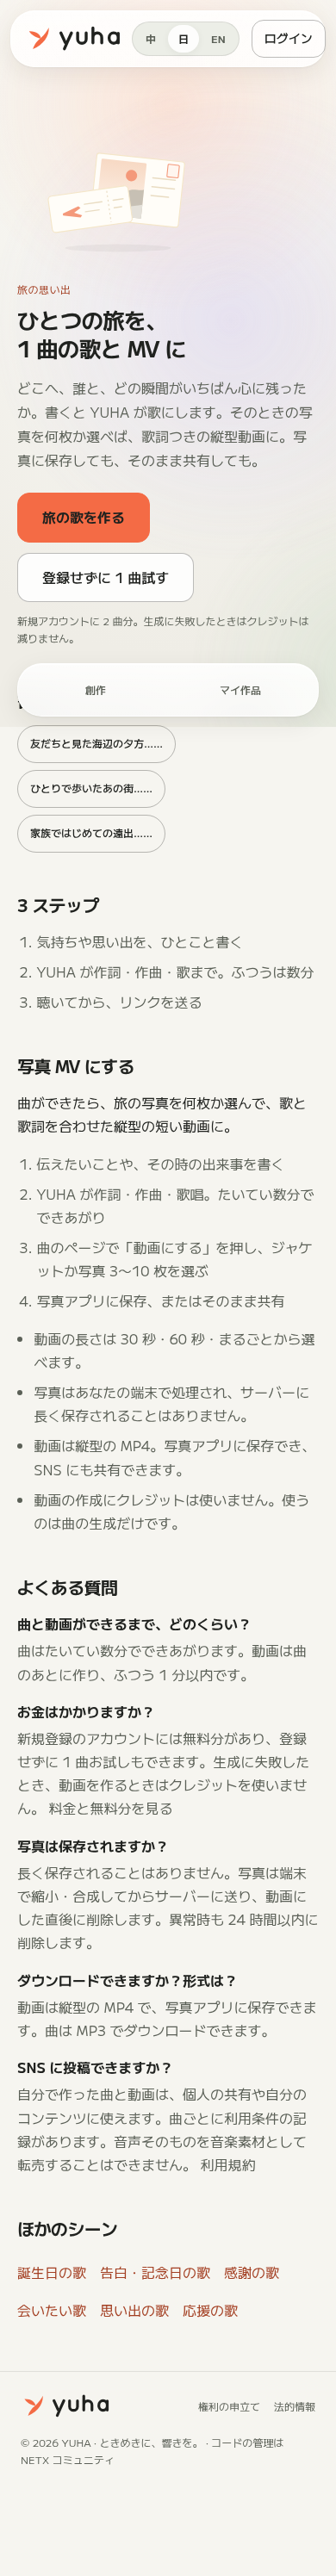 yuha
中 日 EN
ログイン
旅の思い出
ひとつの旅を、
1 曲の歌と MV に
どこへ、誰と、どの瞬間がいちばん心に残った
か。書くと YUHA が歌にします。そのときの写
真を何枚か選べば、歌詞つきの縦型動画に。写
真に保存しても、そのまま共有しても。
旅の歌を作る
登録せずに 1 曲試す
新規アカウントに 2 曲分。生成に失敗したときはクレジットは
減りません。
創作 マイ作品
友だちと見た海辺の夕方……
ひとりで歩いたあの街……
家族ではじめての遠出……
3 ステップ
1. 気持ちや思い出を、ひとこと書く
2. YUHA が作詞・作曲・歌まで。ふつうは数分
3. 聴いてから、リンクを送る
写真 MV にする
曲ができたら、旅の写真を何枚か選んで、歌と
歌詞を合わせた縦型の短い動画に。
1. 伝えたいことや、その時の出来事を書く
2. YUHA が作詞・作曲・歌唱。たいてい数分で
できあがり
3. 曲のページで「動画にする」を押し、ジャケ
ットか写真 3〜10 枚を選ぶ
4. 写真アプリに保存、またはそのまま共有
• 動画の長さは 30 秒・60 秒・まるごとから選
べます。
• 写真はあなたの端末で処理され、サーバーに
長く保存されることはありません。
• 動画は縦型の MP4。写真アプリに保存でき、
SNS にも共有できます。
• 動画の作成にクレジットは使いません。使う
のは曲の生成だけです。
よくある質問
曲と動画ができるまで、どのくらい？
曲はたいてい数分でできあがります。動画は曲
のあとに作り、ふつう 1 分以内です。
お金はかかりますか？
新規登録のアカウントには無料分があり、登録
せずに 1 曲お試しもできます。生成に失敗した
とき、動画を作るときはクレジットを使いませ
ん。 料金と無料分を見る
写真は保存されますか？
長く保存されることはありません。写真は端末
で縮小・合成してからサーバーに送り、動画に
した直後に削除します。異常時も 24 時間以内に
削除します。
ダウンロードできますか？形式は？
動画は縦型の MP4 で、写真アプリに保存できま
す。曲は MP3 でダウンロードできます。
SNS に投稿できますか？
自分で作った曲と動画は、個人の共有や自分の
コンテンツに使えます。曲ごとに利用条件の記
録があります。音声そのものを音楽素材として
転売することはできません。 利用規約
ほかのシーン
誕生日の歌 告白・記念日の歌 感謝の歌
会いたい歌 思い出の歌 応援の歌
yuha
権利の申立て 法的情報
© 2026 YUHA · ときめきに、響きを。 · コードの管理は
NETX コミュニティ